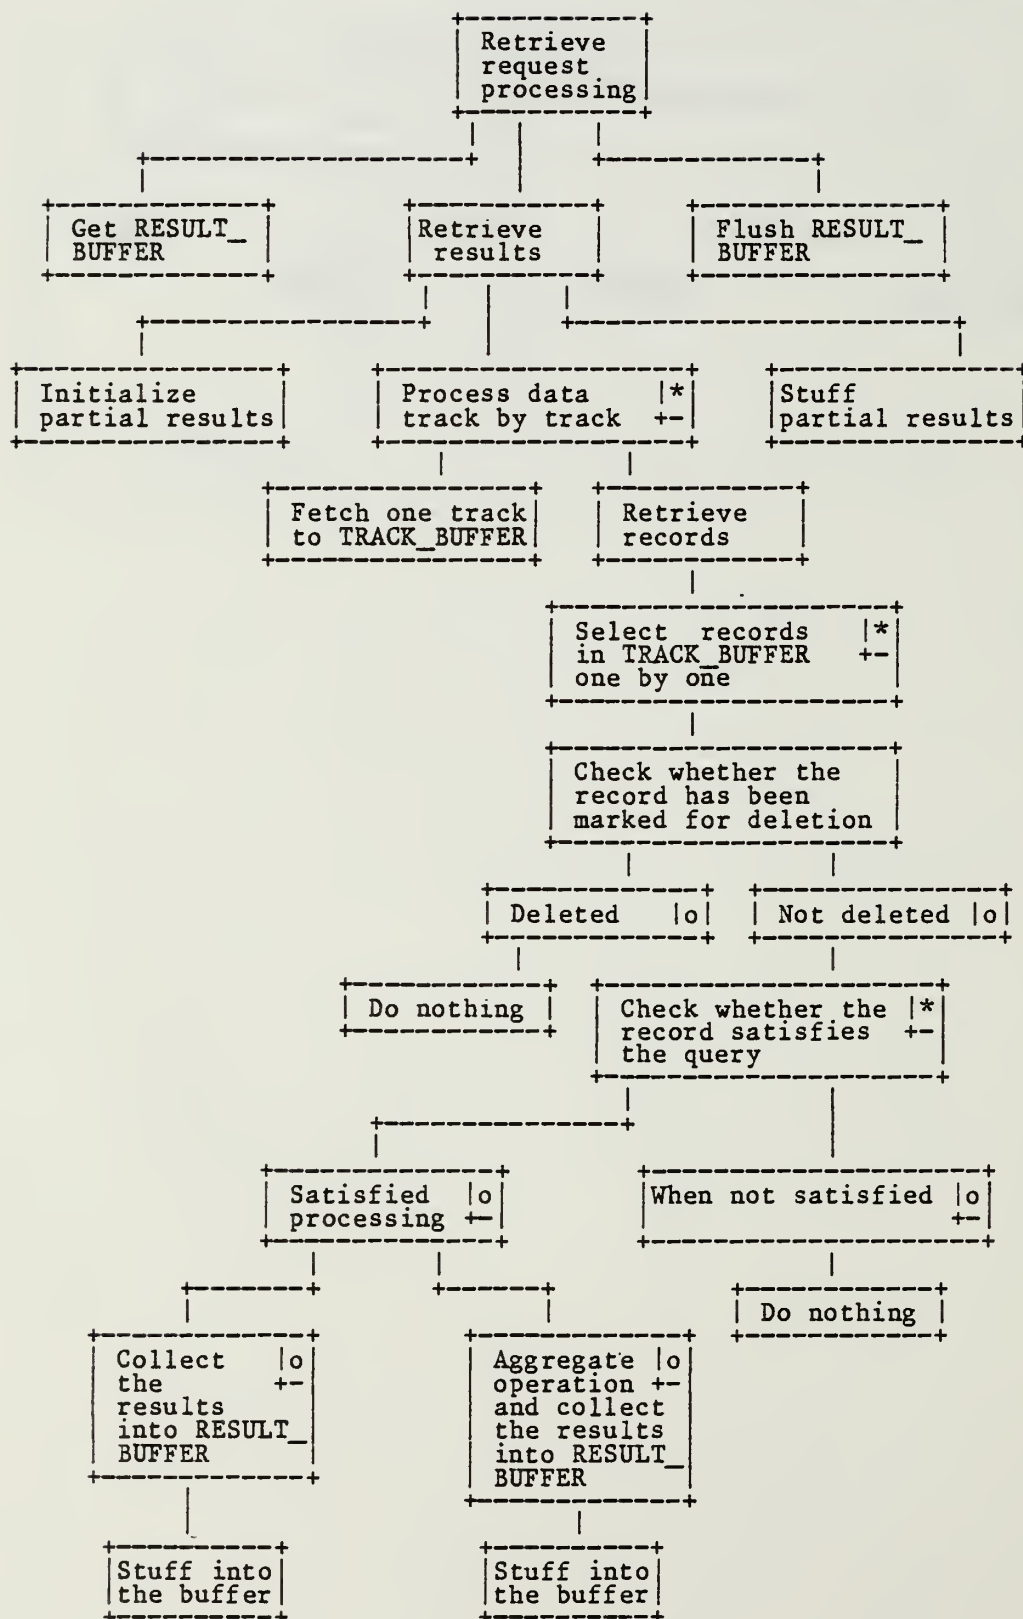 Retrieve
request
processing
Get RESULT_
BUFFER
Retrieve
results
Flush RESULT_
BUFFER
Initialize
partial results
Process data |*
track by track +-
Stuff
partial results
Fetch one track
to TRACK_BUFFER
Retrieve
records
Select records |*
in TRACK_BUFFER +-
one by one
Check whether the
record has been
marked for deletion
Deleted |o|
Not deleted |o|
Do nothing
Check whether the |*
record satisfies +-
the query
Satisfied |o
processing +-
When not satisfied |o
+-
Do nothing
Collect |o
the +-
results
into RESULT_
BUFFER
Aggregate |o
operation +-
and collect
the results
into RESULT_
BUFFER
Stuff into
the buffer
Stuff into
the buffer